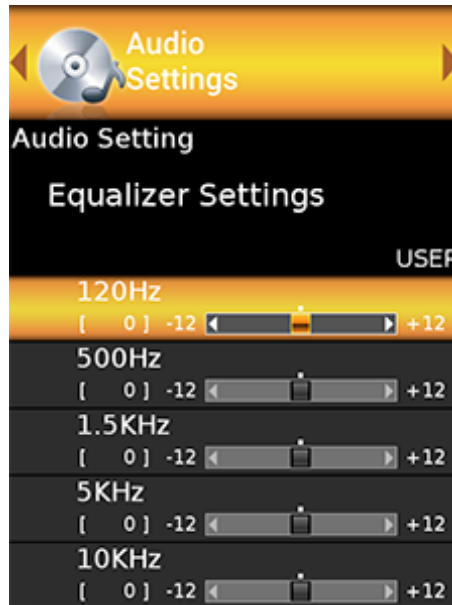 Audio
Settings
Audio Setting
Equalizer Settings
USER
120Hz
[ 0 ] -12 +12
500Hz
[ 0 ] -12 +12
1.5KHz
[ 0 ] -12 +12
5KHz
[ 0 ] -12 +12
10KHz
[ 0 ] -12 +12